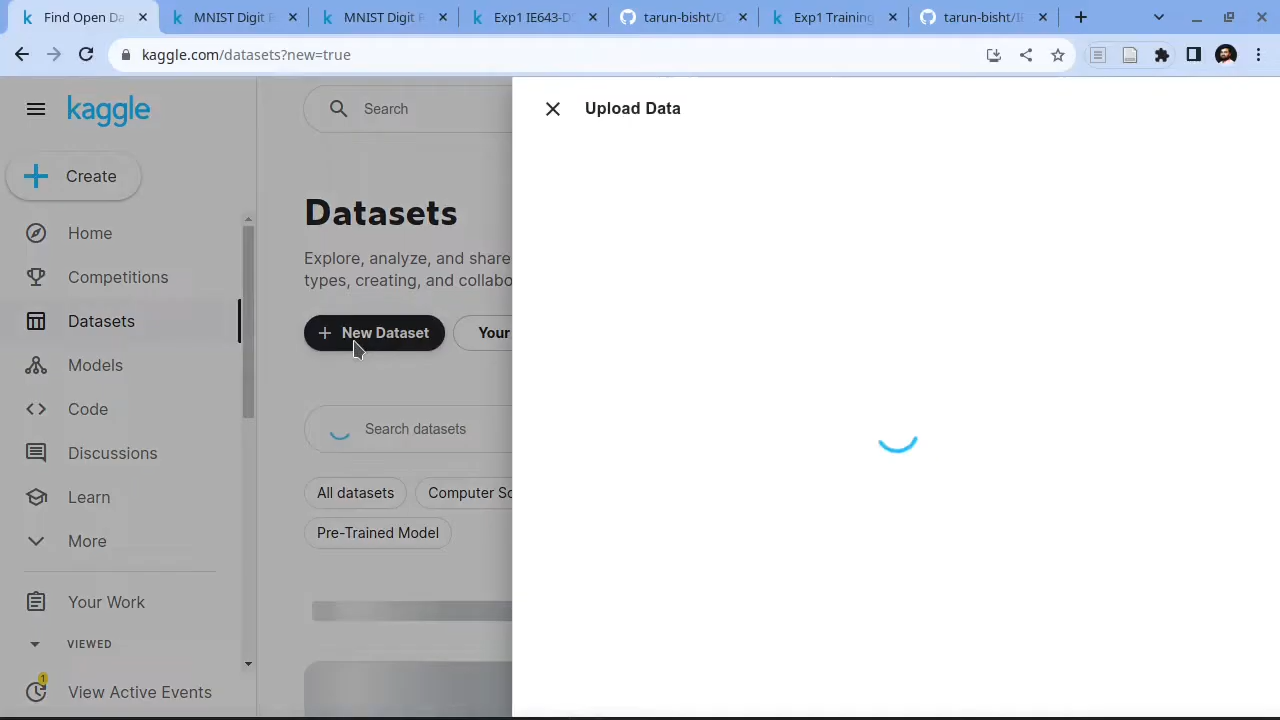 Find Open Da
MNIST Digit
MNIST Digit
Exp1 IE643-D
tarun-bisht/D
Exp1 Training
tarun-bisht/
kaggle.com/datasets?new=true
kaggle
Search
Upload Data
Create
Home
Competitions
Datasets
Models
Code
Discussions
Learn
More
Your Work
VIEWED
1
View Active Events
Datasets
Explore, analyze, and share
types, creating, and collabo
New Dataset
Your
Search datasets
All datasets
Computer Sc
Pre-Trained Model